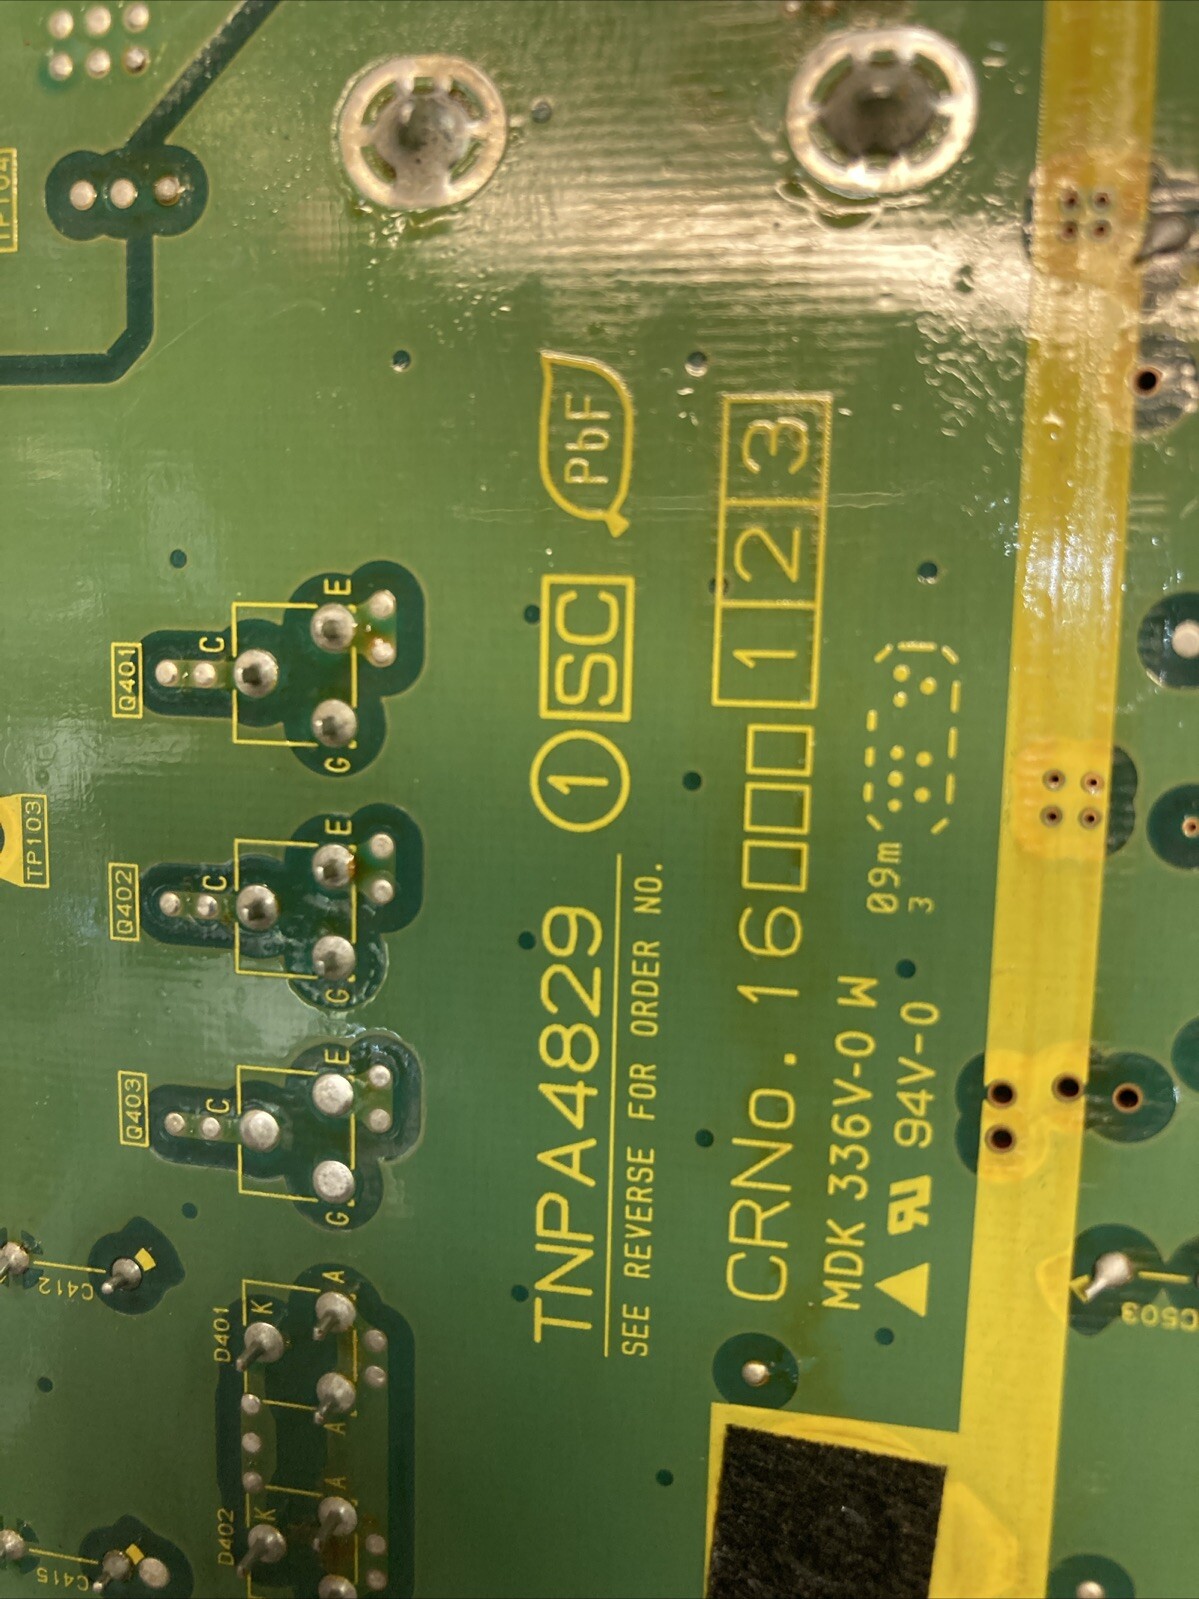 TP104
Q401
C
E
G
TP103
Q402
C
E
G
Q403
C
E
G
C412
D401
K
A
A
D402
K
A
C415
TNPA4829 1 SC PbF
SEE REVERSE FOR ORDER NO.
CRNo. 16□□□ 1 2 3
MDK 336V-0 W
94V-0
09m
3
C503